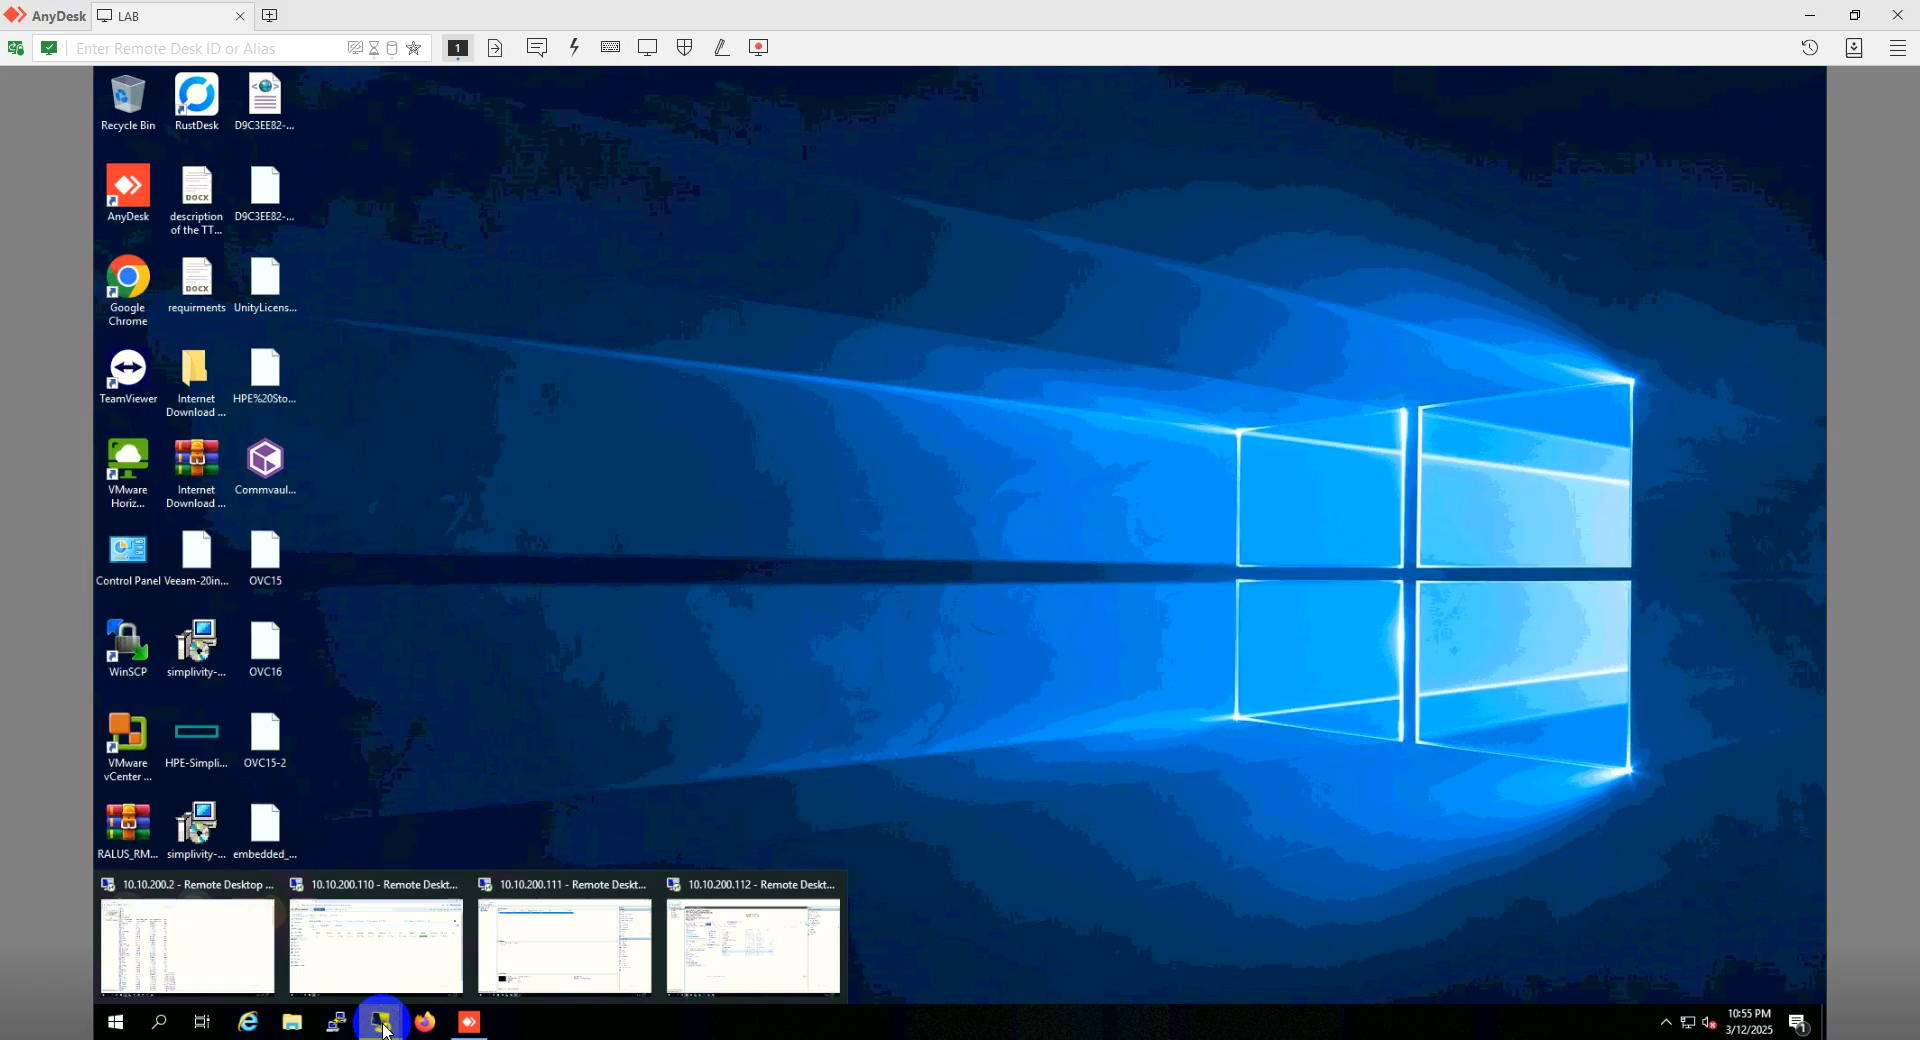 AnyDesk
LAB
Enter Remote Desk ID or Alias
1
Recycle Bin
RustDesk
D9C3EE82-...
AnyDesk
description
of the TT...
D9C3EE82-...
Google
Chrome
requirments
UnityLicens...
TeamViewer
Internet
Download ...
HPE%20Sto...
VMware
Horiz...
Internet
Download ...
Commvaul...
Control Panel
Veeam-20in...
OVC15
WinSCP
simplivity-...
OVC16
VMware
vCenter ...
HPE-Simpli...
OVC15-2
RALUS_RM...
simplivity-...
embedded_...
10.10.200.2 - Remote Desktop ...
10.10.200.110 - Remote Deskt...
10.10.200.111 - Remote Deskt...
10.10.200.112 - Remote Deskt...
10:55 PM
3/12/2025
1